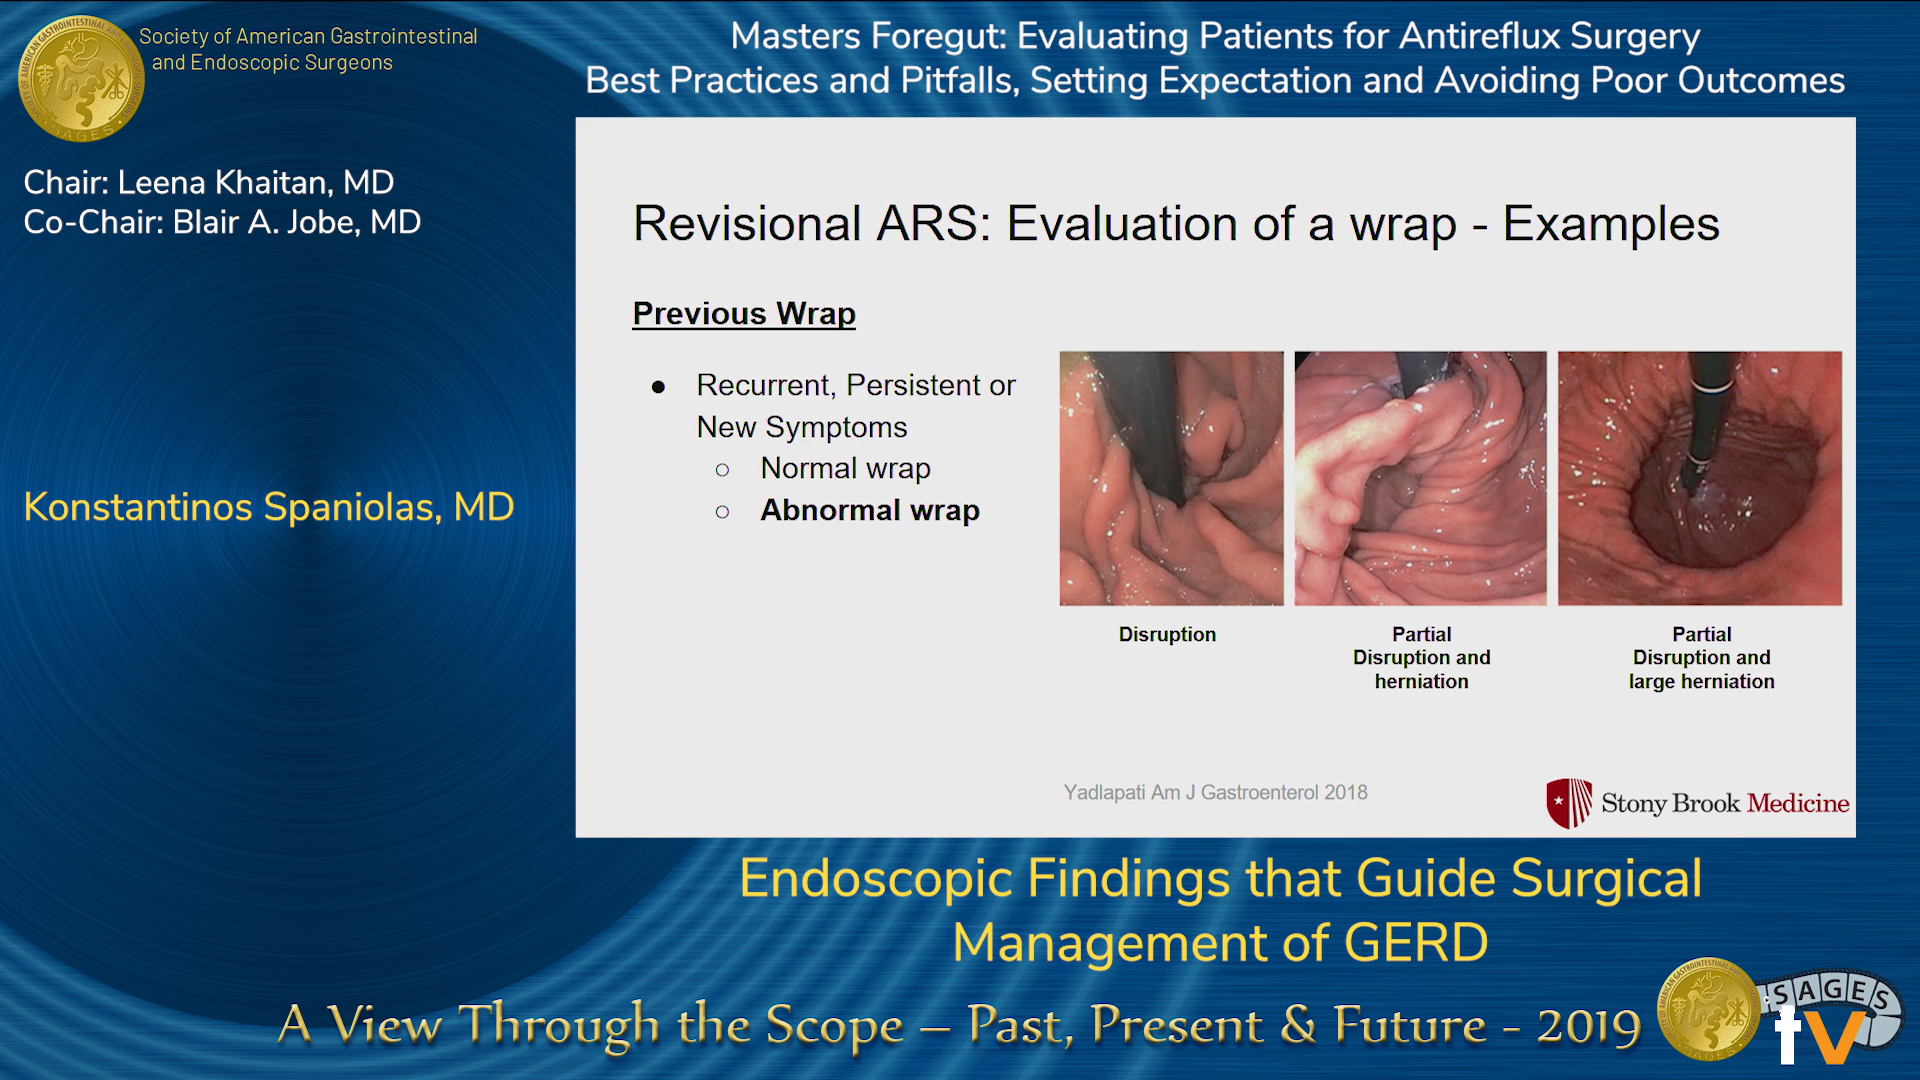 Society of American Gastrointestinal
and Endoscopic Surgeons
Masters Foregut: Evaluating Patients for Antireflux Surgery
Best Practices and Pitfalls, Setting Expectation and Avoiding Poor Outcomes
Chair: Leena Khaitan, MD
Co-Chair: Blair A. Jobe, MD
Konstantinos Spaniolas, MD
Revisional ARS: Evaluation of a wrap - Examples
Previous Wrap
● Recurrent, Persistent or
New Symptoms
○ Normal wrap
○ Abnormal wrap
Disruption
Partial
Disruption and
herniation
Partial
Disruption and
large herniation
Yadlapati Am J Gastroenterol 2018
Stony Brook Medicine
Endoscopic Findings that Guide Surgical
Management of GERD
A View Through the Scope – Past, Present & Future - 2019
SAGES
tv